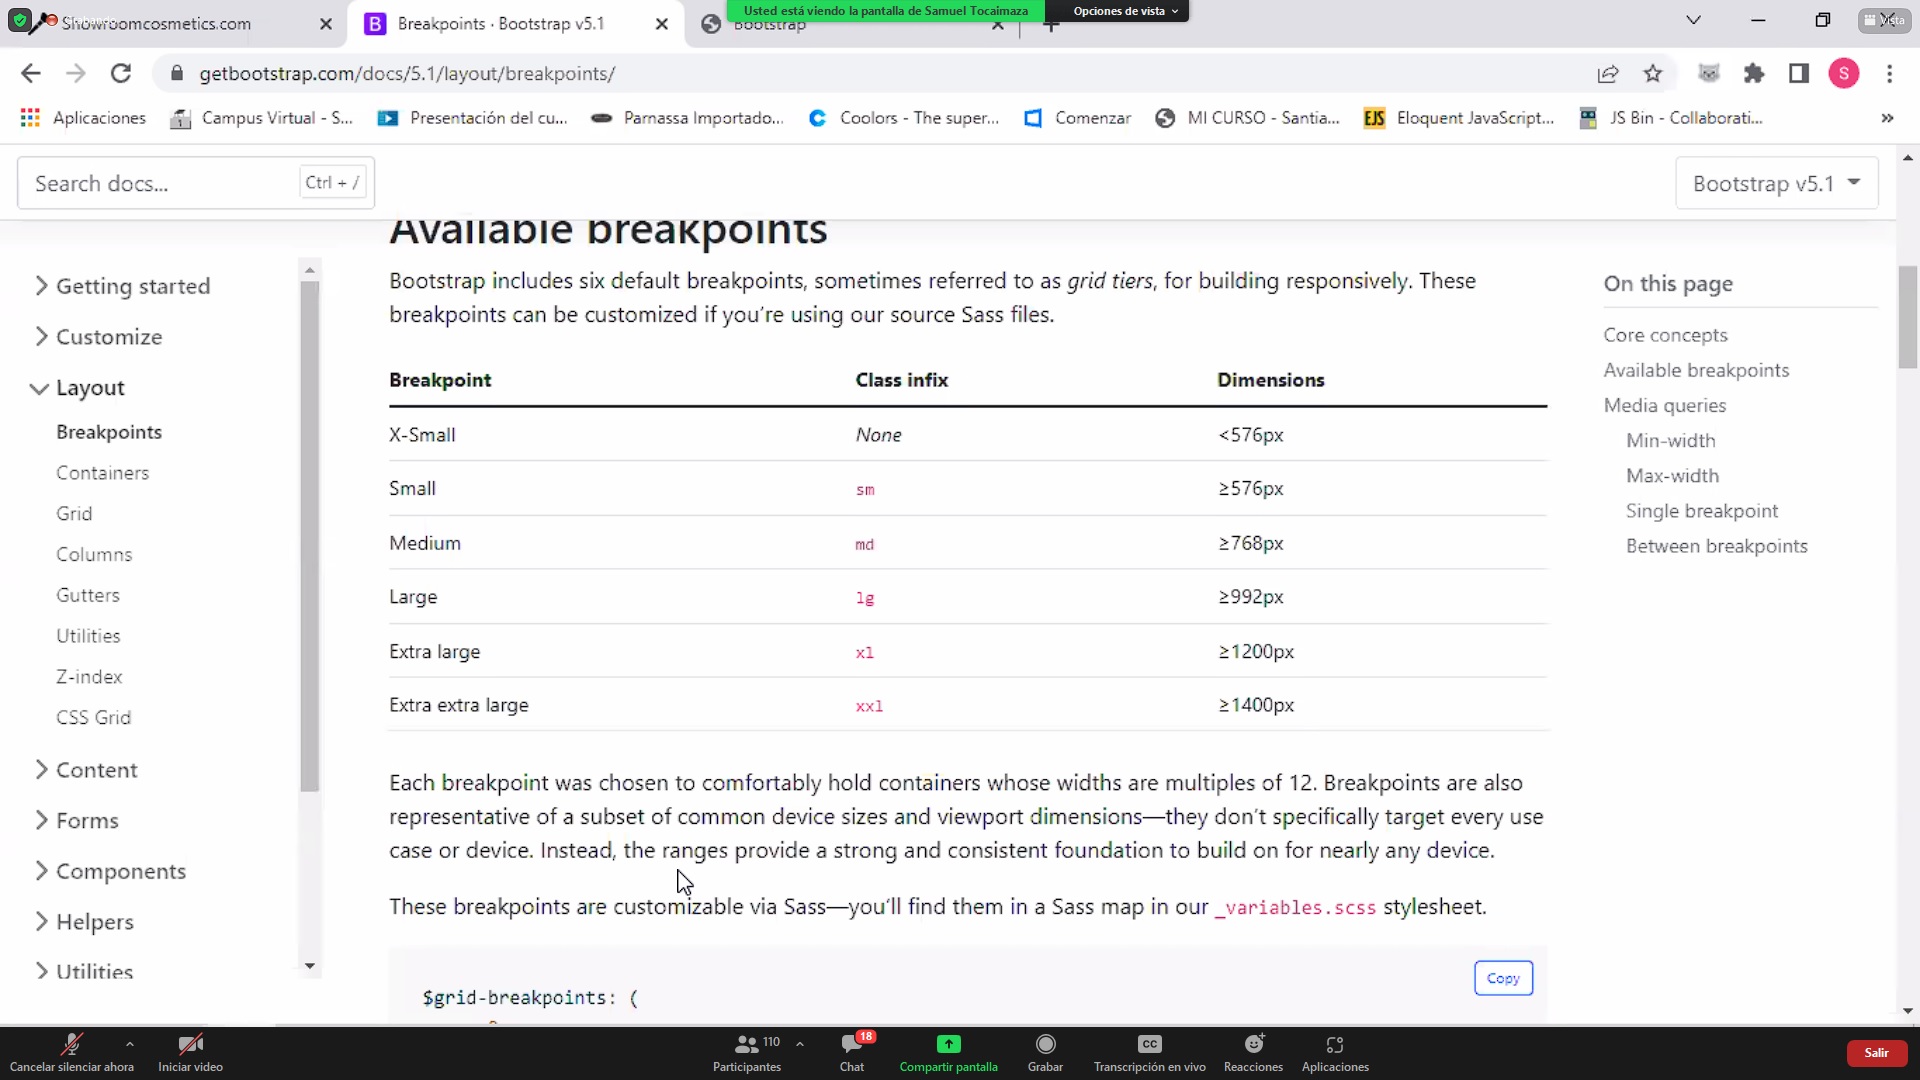 Showroomcosmetics.com
Breakpoints · Bootstrap v5.1
Bootstrap
Usted está viendo la pantalla de Samuel Tocaimaza
Opciones de vista
Vista
getbootstrap.com/docs/5.1/layout/breakpoints/
S
Aplicaciones
Campus Virtual - S...
Presentación del cu...
Parnassa Importado...
Coolors - The super...
Comenzar
MI CURSO - Santia...
EJS
Eloquent JavaScript...
JS Bin - Collaborati...
»
Search docs...
Ctrl + /
Bootstrap v5.1
Getting started
Customize
Layout
Breakpoints
Containers
Grid
Columns
Gutters
Utilities
Z-index
CSS Grid
Content
Forms
Components
Helpers
Utilities
Available breakpoints
Bootstrap includes six default breakpoints, sometimes referred to as grid tiers, for building responsively. These
breakpoints can be customized if you’re using our source Sass files.
Breakpoint Class infix Dimensions
X-Small None <576px
Small sm ≥576px
Medium md ≥768px
Large lg ≥992px
Extra large xl ≥1200px
Extra extra large xxl ≥1400px
Each breakpoint was chosen to comfortably hold containers whose widths are multiples of 12. Breakpoints are also
representative of a subset of common device sizes and viewport dimensions—they don’t specifically target every use
case or device. Instead, the ranges provide a strong and consistent foundation to build on for nearly any device.
These breakpoints are customizable via Sass—you’ll find them in a Sass map in our _variables.scss stylesheet.
Copy
$grid-breakpoints: (
On this page
Core concepts
Available breakpoints
Media queries
Min-width
Max-width
Single breakpoint
Between breakpoints
Cancelar silenciar ahora
Iniciar video
110
Participantes
18
Chat
Compartir pantalla
Grabar
CC
Transcripción en vivo
Reacciones
Aplicaciones
Salir